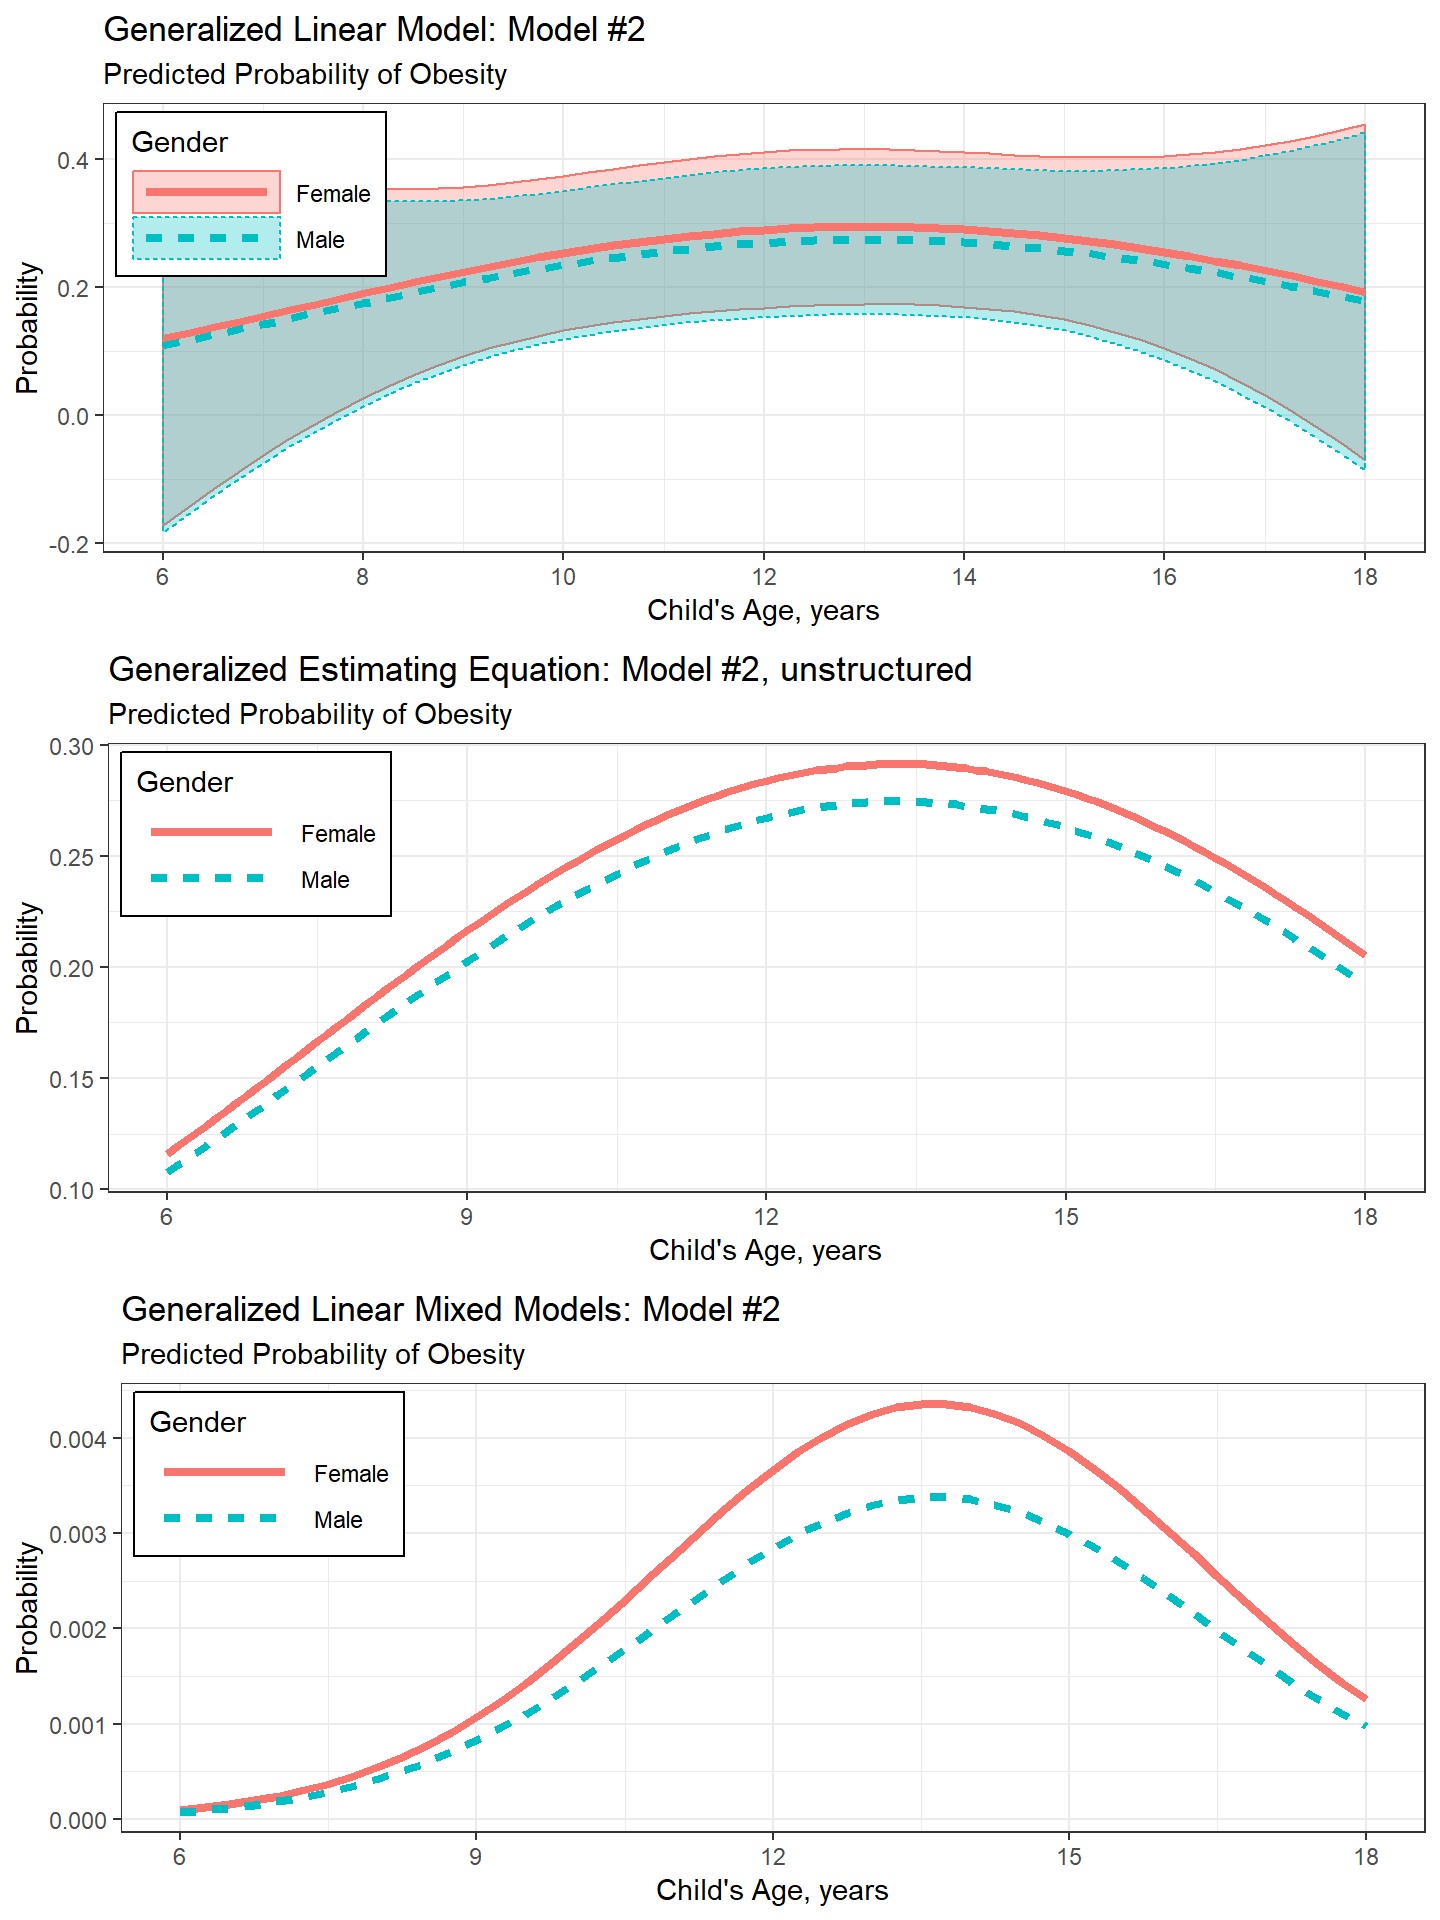 Generalized Linear Model: Model #2
Predicted Probability of Obesity
Gender
Female
Male
Probability
0.4
0.2
0.0
-0.2
6 8 10 12 14 16 18
Child's Age, years
Generalized Estimating Equation: Model #2, unstructured
Predicted Probability of Obesity
Gender
Female
Male
Probability
0.30
0.25
0.20
0.15
0.10
6 9 12 15 18
Child's Age, years
Generalized Linear Mixed Models: Model #2
Predicted Probability of Obesity
Gender
Female
Male
Probability
0.004
0.003
0.002
0.001
0.000
6 9 12 15 18
Child's Age, years